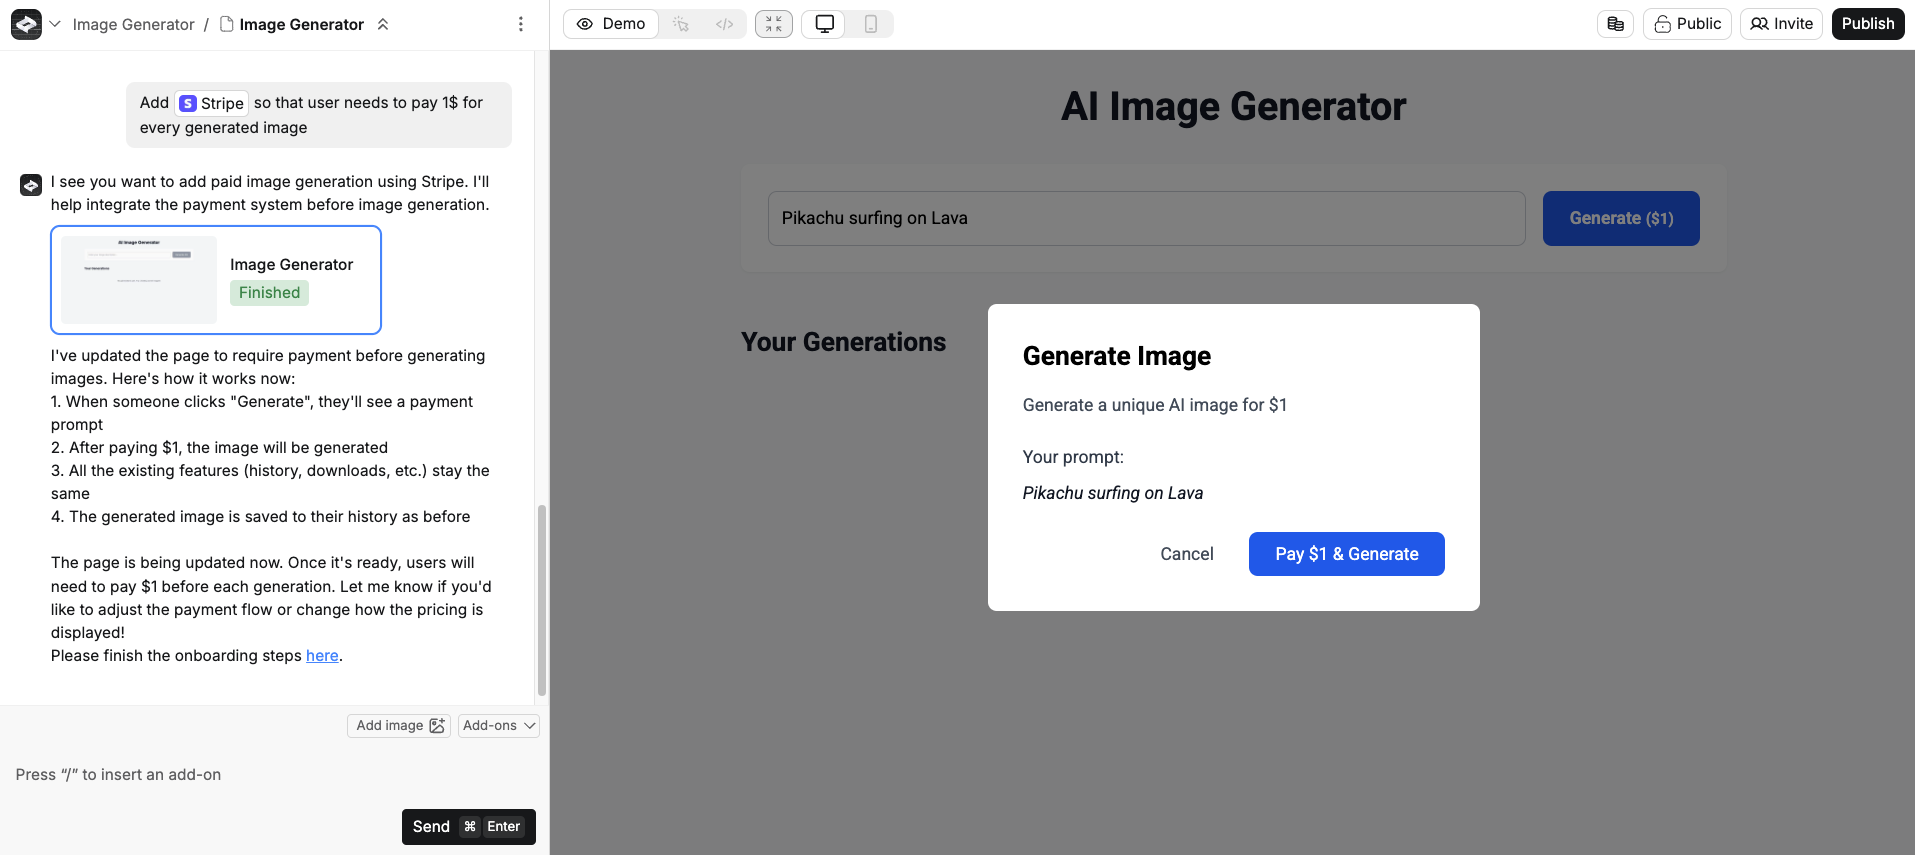 Image Generator / Image Generator
Demo
Public
Invite
Publish
Add S Stripe so that user needs to pay 1$ for
every generated image
I see you want to add paid image generation using Stripe. I'll
help integrate the payment system before image generation.
AI Image Generator
Your Generations
Image Generator
Finished
I've updated the page to require payment before generating
images. Here's how it works now:
1. When someone clicks "Generate", they'll see a payment
prompt
2. After paying $1, the image will be generated
3. All the existing features (history, downloads, etc.) stay the
same
4. The generated image is saved to their history as before
The page is being updated now. Once it's ready, users will
need to pay $1 before each generation. Let me know if you'd
like to adjust the payment flow or change how the pricing is
displayed!
Please finish the onboarding steps here.
Add image
Add-ons
Press “/” to insert an add-on
Send ⌘ Enter
AI Image Generator
Pikachu surfing on Lava
Generate ($1)
Your Generations
Generate Image
Generate a unique AI image for $1
Your prompt:
Pikachu surfing on Lava
Cancel
Pay $1 & Generate